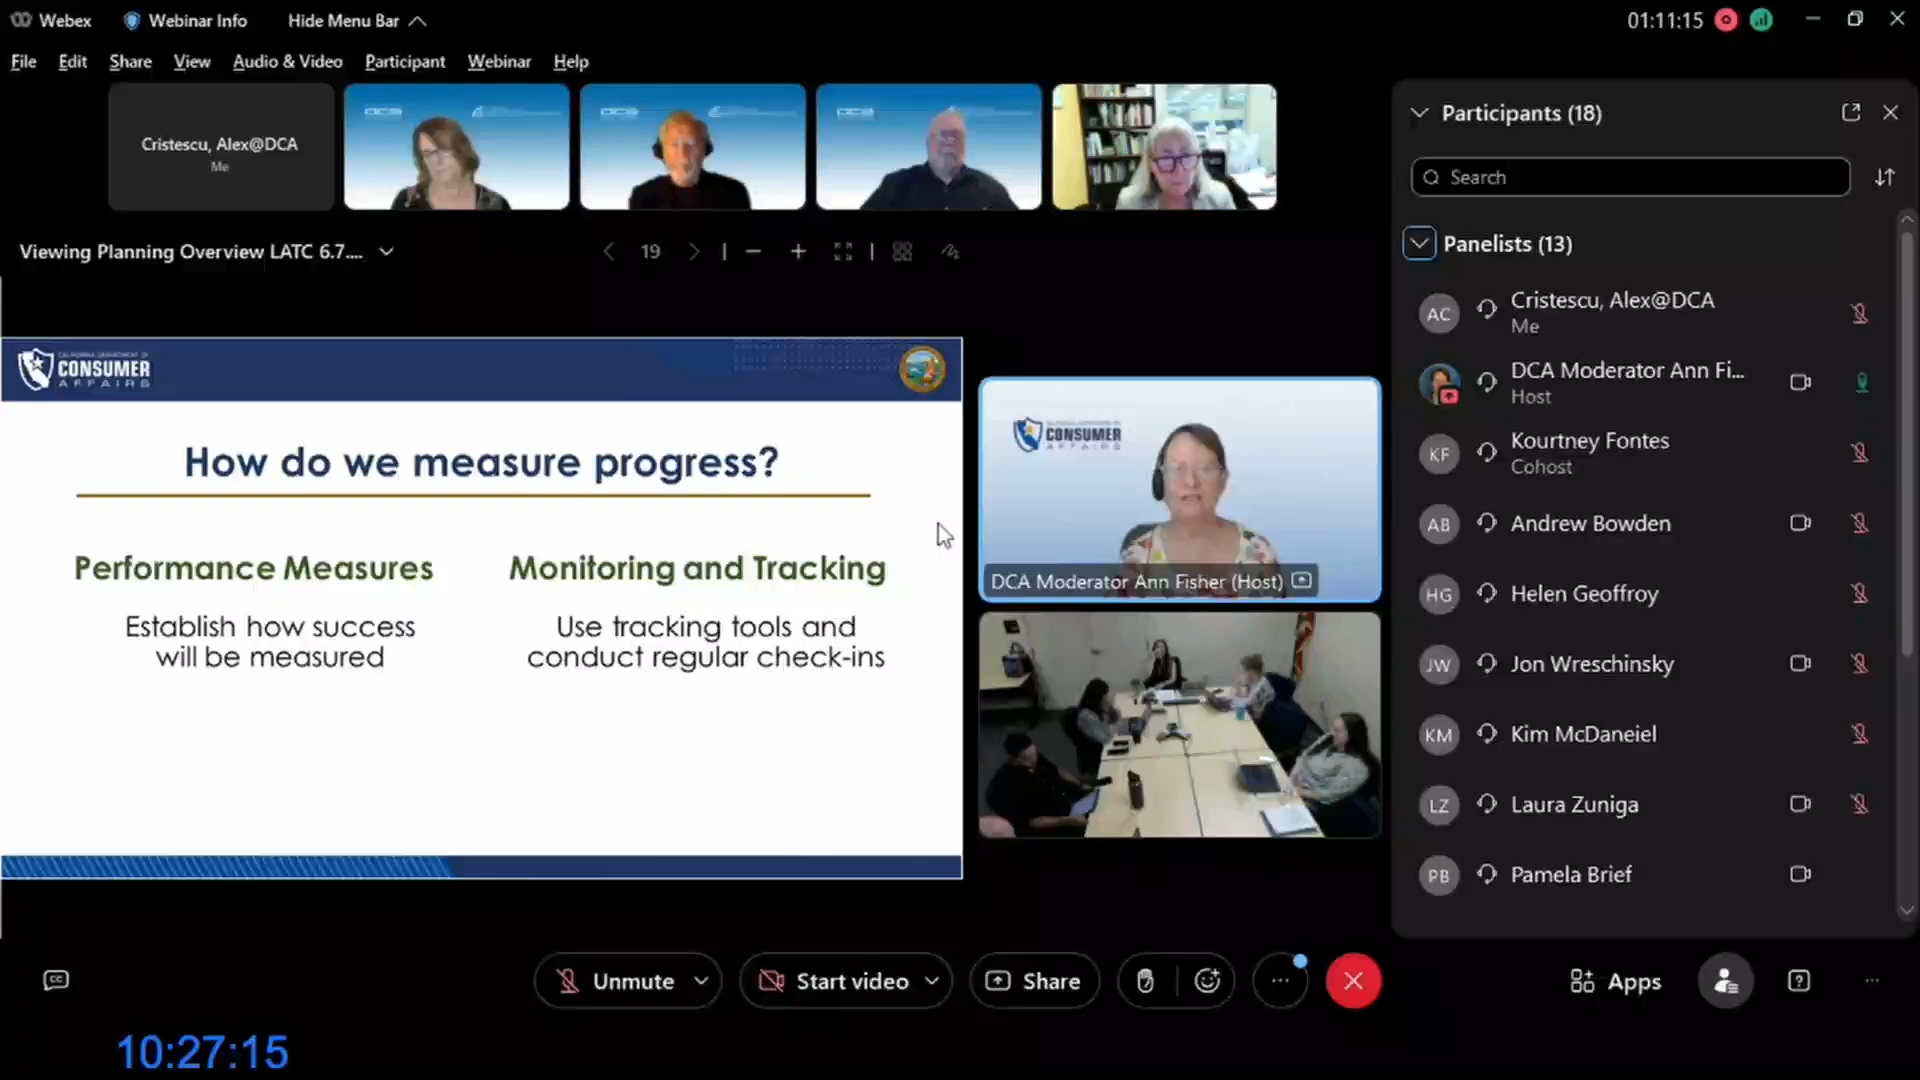 Webex
Webinar Info
Hide Menu Bar
01:11:15
File
Edit
Share
View
Audio & Video
Participant
Webinar
Help
Cristescu, Alex@DCA
Me
Viewing Planning Overview LATC 6.7....
19
CALIFORNIA DEPARTMENT OF
CONSUMER
AFFAIRS
How do we measure progress?
Performance Measures
Establish how success
will be measured
Monitoring and Tracking
Use tracking tools and
conduct regular check-ins
CONSUMER
DCA Moderator Ann Fisher (Host)
Participants (18)
Search
Panelists (13)
AC
Cristescu, Alex@DCA
Me
DCA Moderator Ann Fi...
Host
KF
Kourtney Fontes
Cohost
AB
Andrew Bowden
HG
Helen Geoffroy
JW
Jon Wreschinsky
KM
Kim McDaneiel
LZ
Laura Zuniga
PB
Pamela Brief
CC
Unmute
Start video
Share
Apps
10:27:15